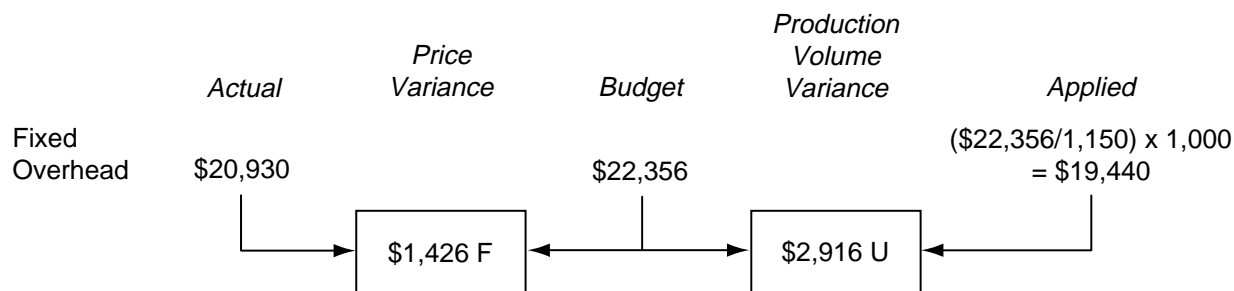 Production
Price Volume
Actual Variance Budget Variance Applied
Fixed ($22,356/1,150) x 1,000
Overhead $20,930 $22,356 = $19,440
$1,426 F $2,916 U